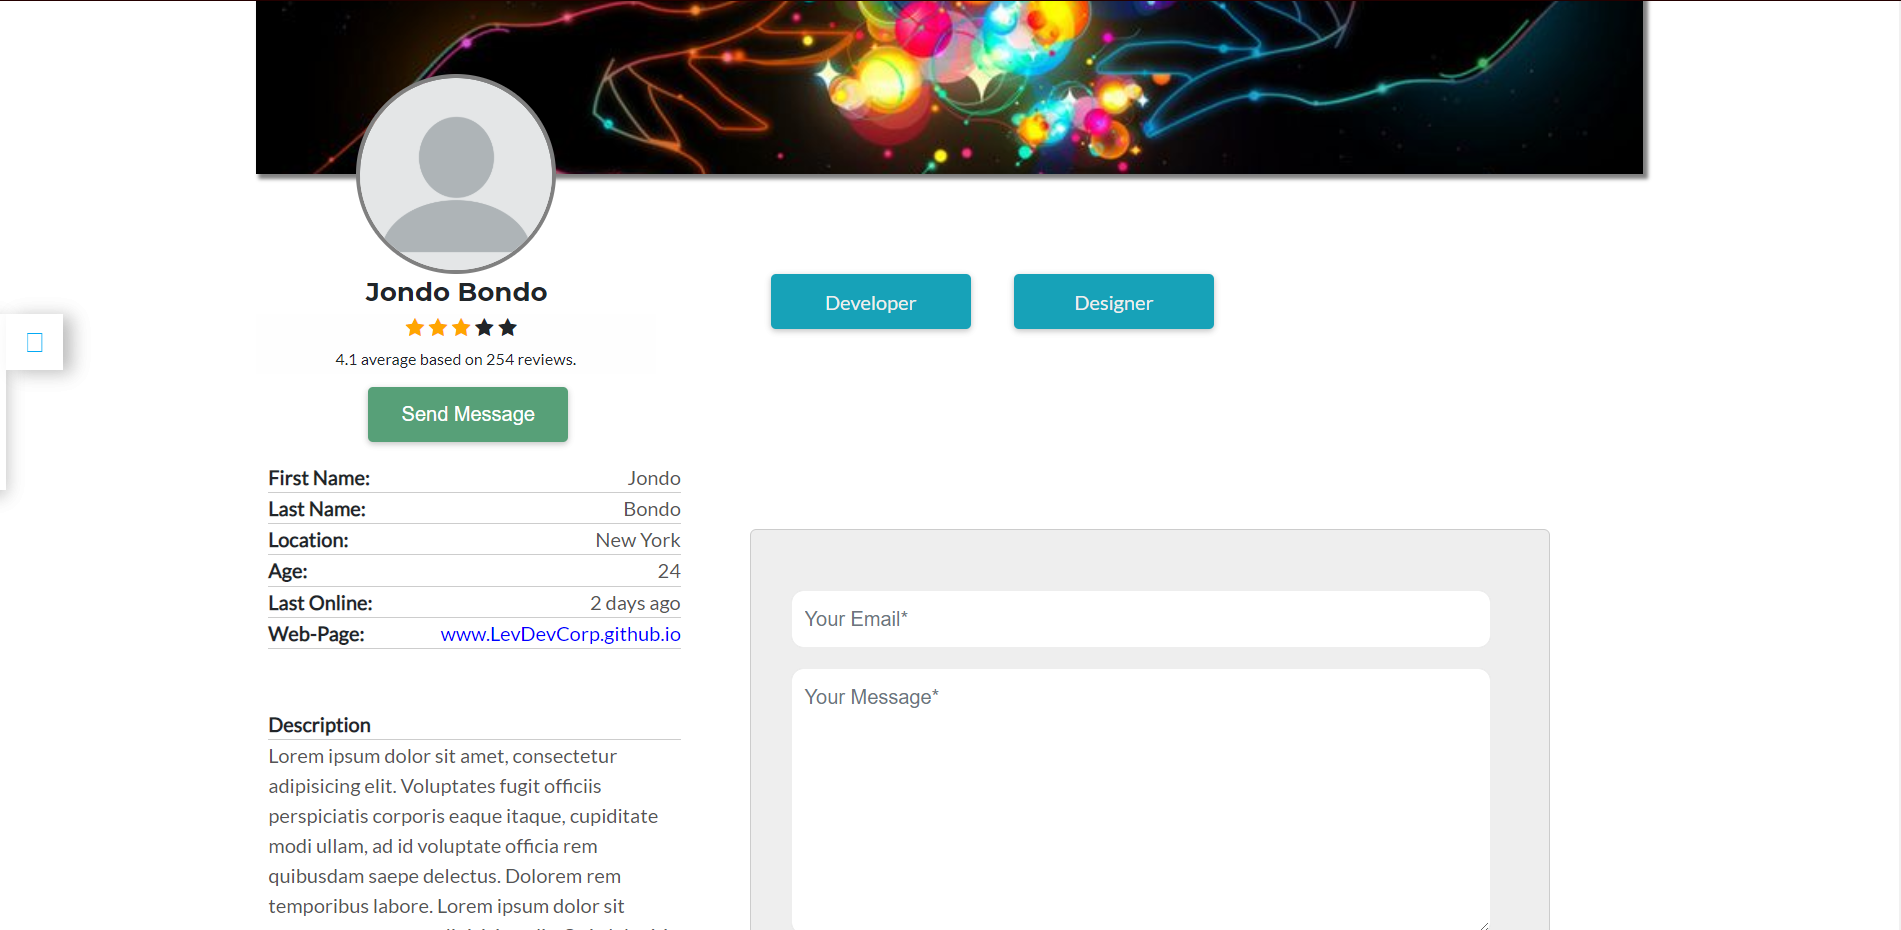 Jondo Bondo
4.1 average based on 254 reviews.
Send Message
Developer
Designer
First Name: Jondo
Last Name: Bondo
Location: New York
Age: 24
Last Online: 2 days ago
Web-Page: www.LevDevCorp.github.io
Description
Lorem ipsum dolor sit amet, consectetur
adipisicing elit. Voluptates fugit officiis
perspiciatis corporis eaque itaque, cupiditate
modi ullam, ad id voluptate officia rem
quibusdam saepe delectus. Dolorem rem
temporibus labore. Lorem ipsum dolor sit
Your Email*
Your Message*